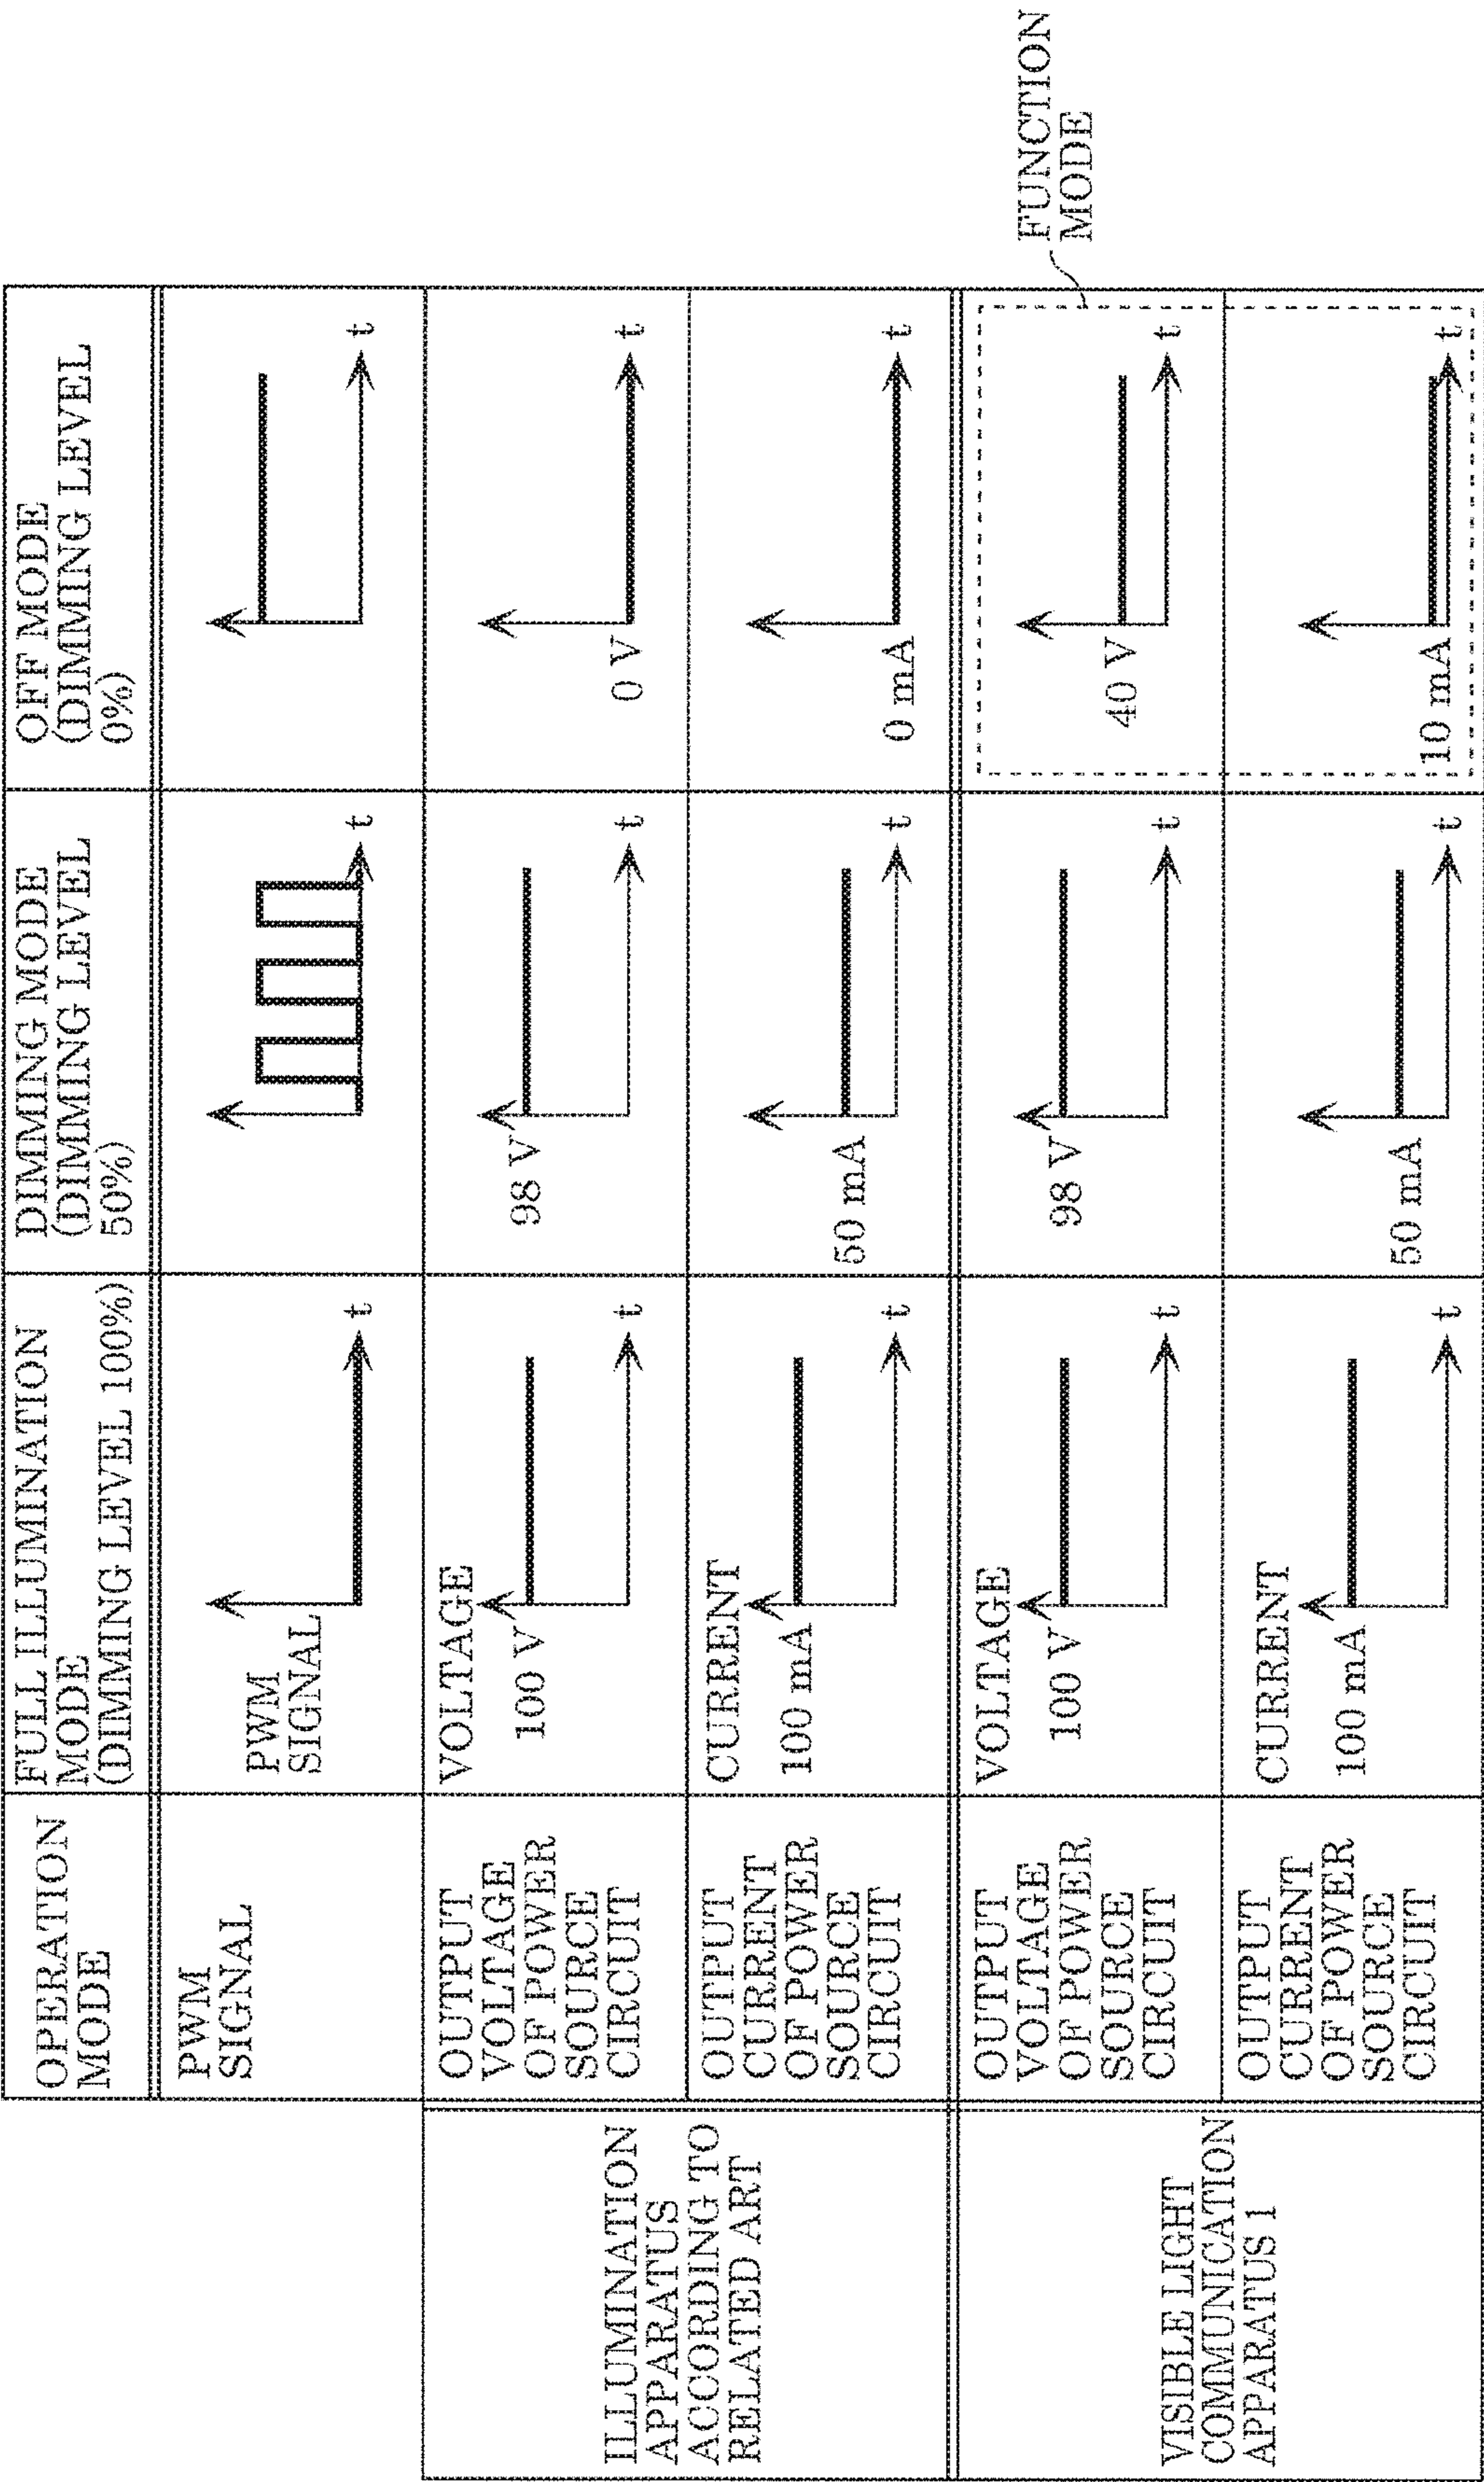 OPERATION
MODE
FULL ILLUMINATION
MODE
(DIMMING LEVEL 100%)
DIMMING MODE
(DIMMING LEVEL
50%)
OFF MODE
(DIMMING LEVEL
0%)
PWM
SIGNAL
PWM
SIGNAL
t
t
t
ILLUMINATION
APPARATUS
ACCORDING TO
RELATED ART
OUTPUT
VOLTAGE
OF POWER
SOURCE
CIRCUIT
VOLTAGE
100 V
t
98 V
t
0 V
t
OUTPUT
CURRENT
OF POWER
SOURCE
CIRCUIT
CURRENT
100 mA
t
50 mA
t
0 mA
t
VISIBLE LIGHT
COMMUNICATION
APPARATUS 1
OUTPUT
VOLTAGE
OF POWER
SOURCE
CIRCUIT
VOLTAGE
100 V
t
98 V
t
40 V
t
FUNCTION
MODE
OUTPUT
CURRENT
OF POWER
SOURCE
CIRCUIT
CURRENT
100 mA
t
50 mA
t
10 mA
t